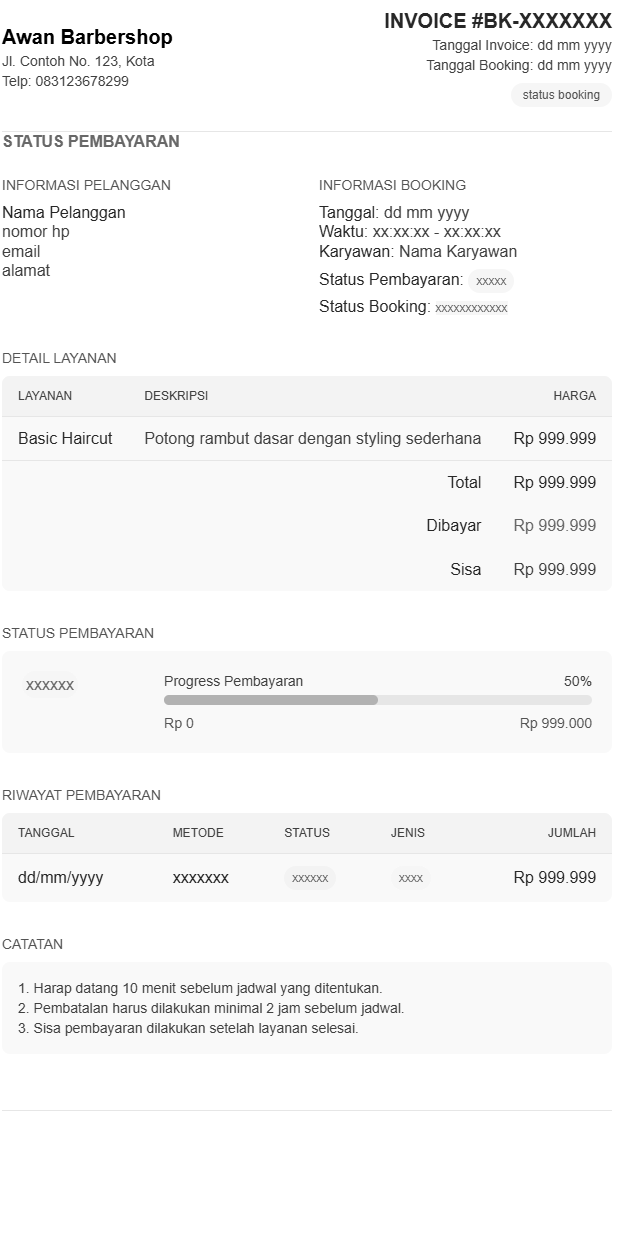 Awan Barbershop
Jl. Contoh No. 123, Kota
Telp: 083123678299
INVOICE #BK-XXXXXXX
Tanggal Invoice: dd mm yyyy
Tanggal Booking: dd mm yyyy
status booking
STATUS PEMBAYARAN
INFORMASI PELANGGAN
Nama Pelanggan
nomor hp
email
alamat
INFORMASI BOOKING
Tanggal: dd mm yyyy
Waktu: xx:xx:xx - xx:xx:xx
Karyawan: Nama Karyawan
Status Pembayaran: xxxxx
Status Booking: xxxxxxxxxxxx
DETAIL LAYANAN
LAYANAN DESKRIPSI HARGA
Basic Haircut Potong rambut dasar dengan styling sederhana Rp 999.999
Total Rp 999.999
Dibayar Rp 999.999
Sisa Rp 999.999
STATUS PEMBAYARAN
xxxxxx
Progress Pembayaran 50%
Rp 0 Rp 999.000
RIWAYAT PEMBAYARAN
TANGGAL METODE STATUS JENIS JUMLAH
dd/mm/yyyy xxxxxxx xxxxxx xxxx Rp 999.999
CATATAN
1. Harap datang 10 menit sebelum jadwal yang ditentukan.
2. Pembatalan harus dilakukan minimal 2 jam sebelum jadwal.
3. Sisa pembayaran dilakukan setelah layanan selesai.